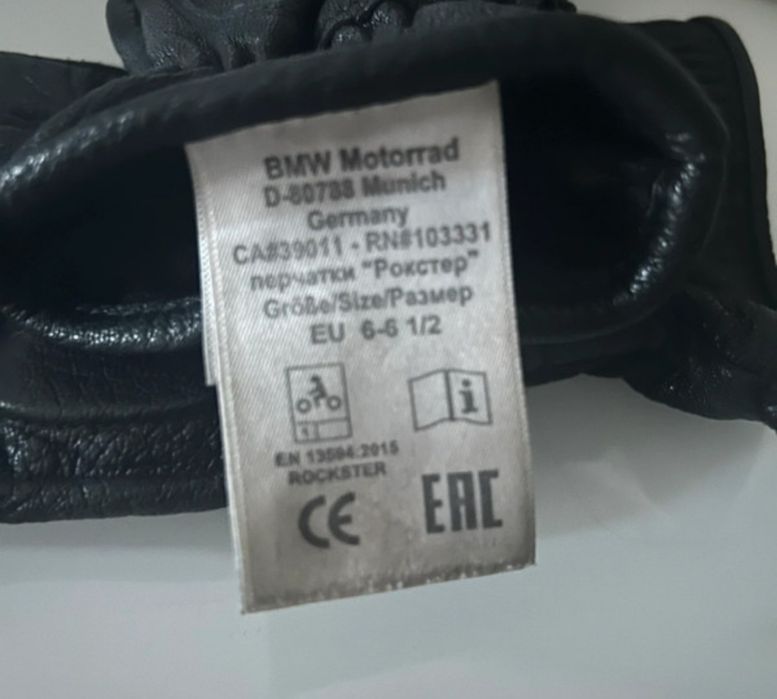 BMW Motorrad
D-80788 Munich
Germany
CA#39011 - RN#103331
перчатки "Рокстер"
Größe/Size/Размер
EU 6-6 1/2
1
i
EN 13594:2015
ROCKSTER
CE
EAC